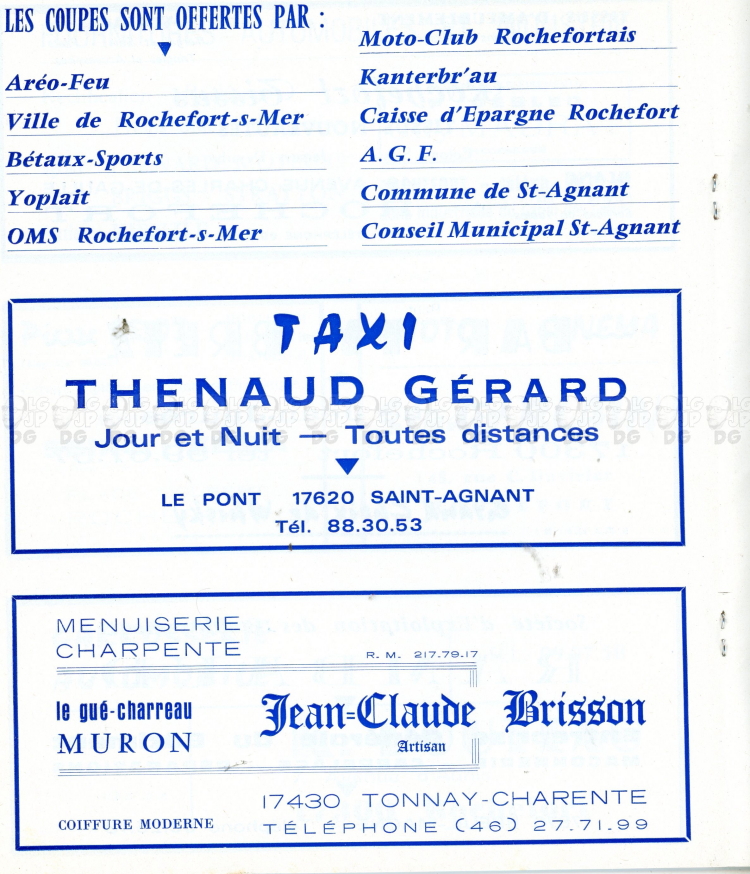 LES COUPES SONT OFFERTES PAR :
Aréo-Feu
Ville de Rochefort-s-Mer
Bétaux-Sports
Yoplait
OMS Rochefort-s-Mer
Moto-Club Rochefortais
Kanterbr'au
Caisse d'Epargne Rochefort
A. G. F.
Commune de St-Agnant
Conseil Municipal St-Agnant
TAXI
THENAUD GÉRARD
Jour et Nuit — Toutes distances
LE PONT 17620 SAINT-AGNANT
Tél. 88.30.53
MENUISERIE
CHARPENTE
R. M. 217.79.17
le gué-charreau
MURON
Jean=Claude Brisson
Artisan
17430 TONNAY-CHARENTE
COIFFURE MODERNE
TÉLÉPHONE (46) 27.71.99